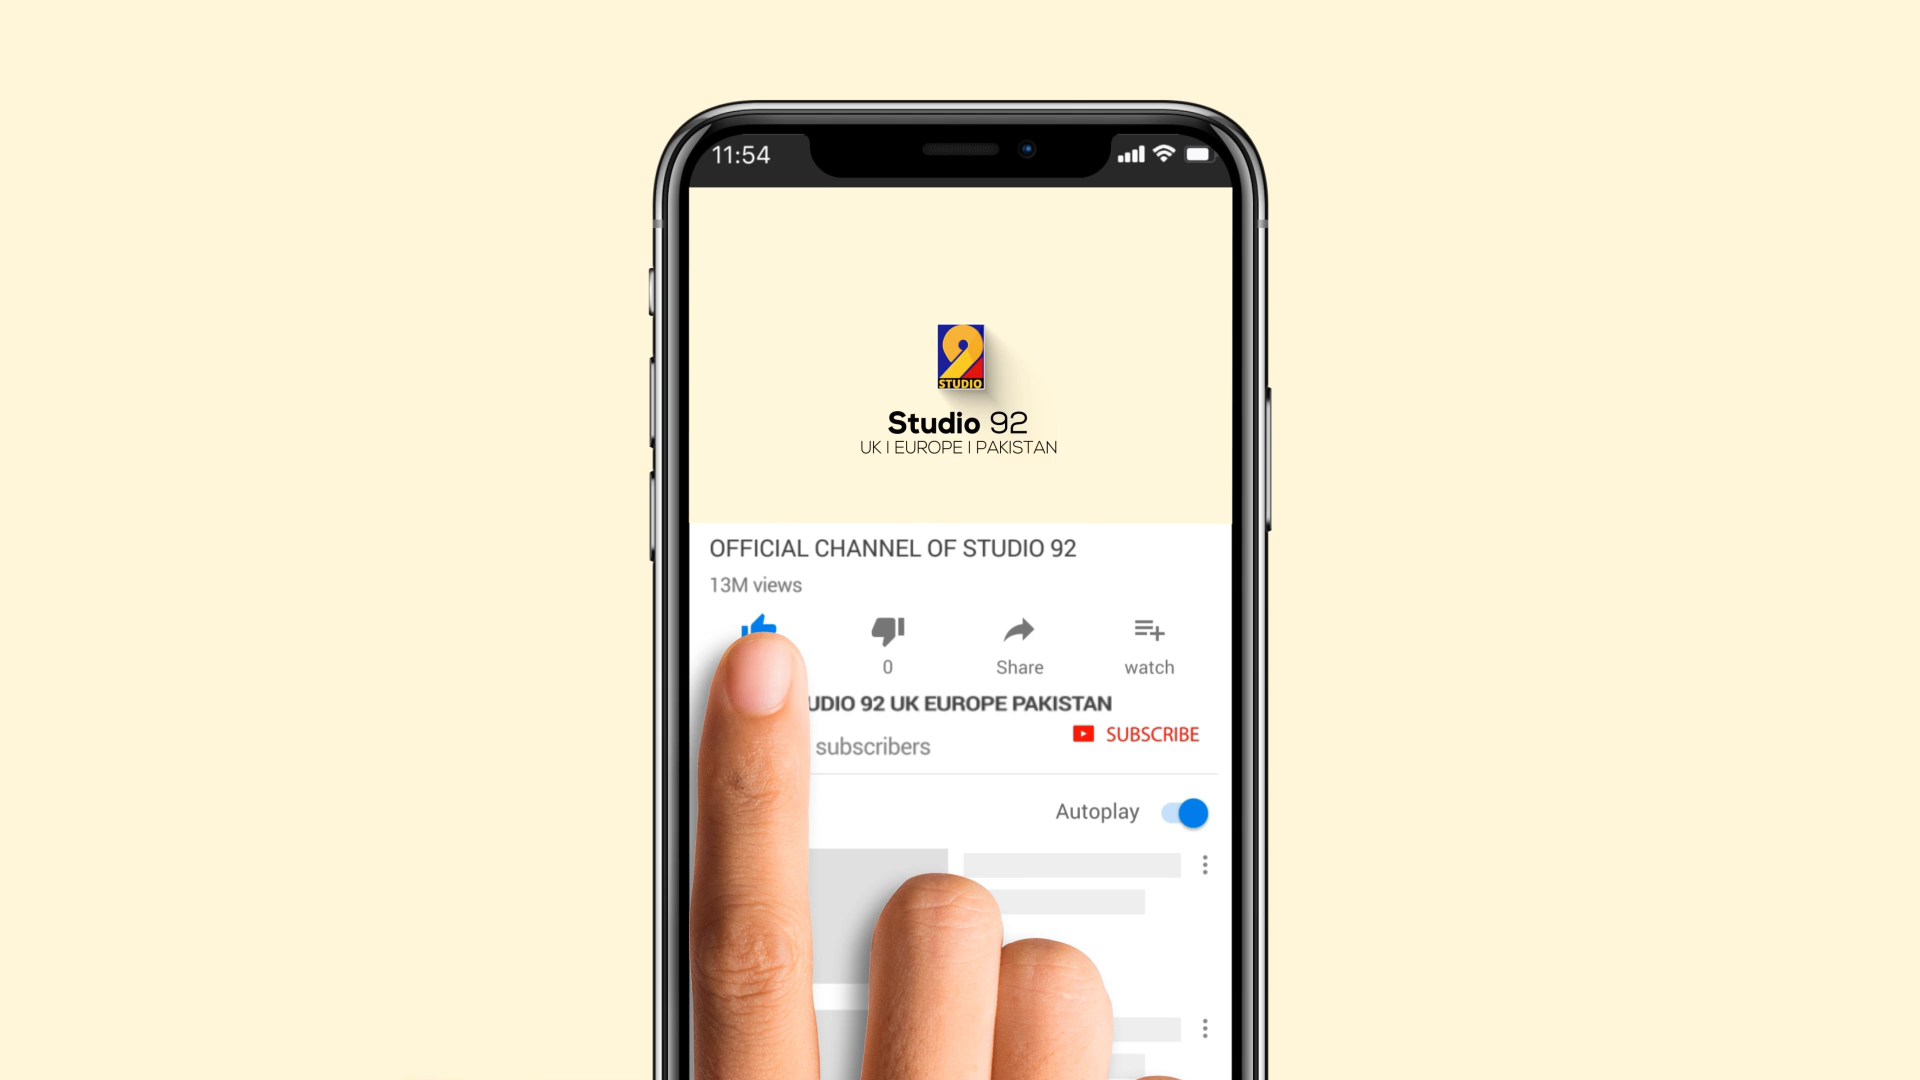 11:54
STUDIO
Studio 92
UK I EUROPE I PAKISTAN
OFFICIAL CHANNEL OF STUDIO 92
13M views
0
Share
watch
UDIO 92 UK EUROPE PAKISTAN
SUBSCRIBE
subscribers
Autoplay